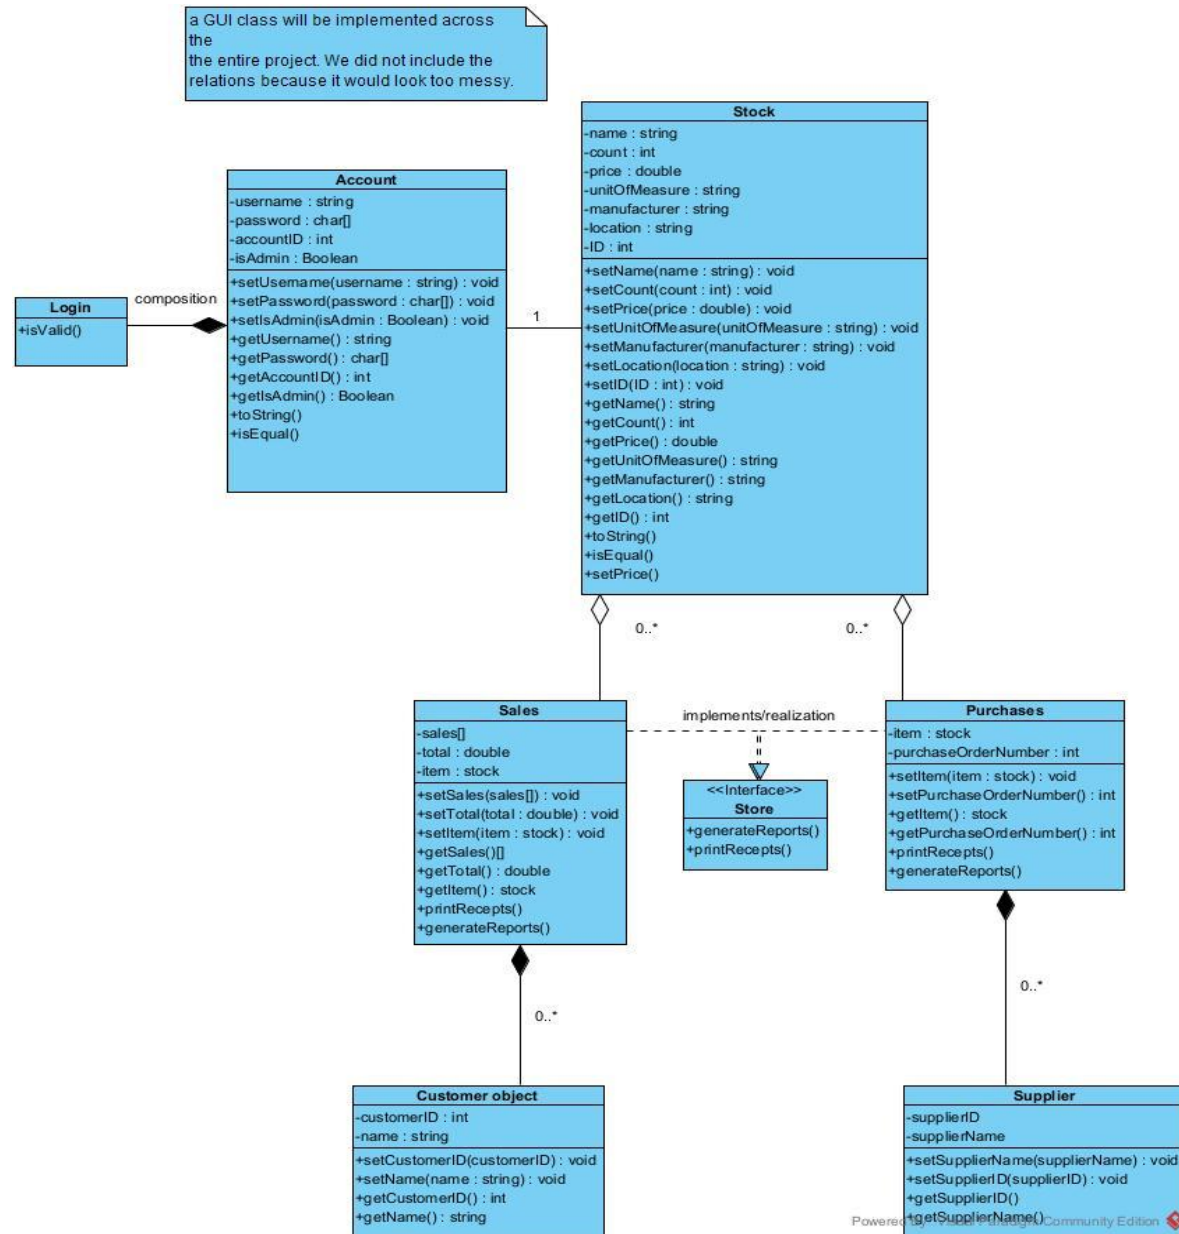 a GUI class will be implemented across
the
the entire project. We did not include the
relations because it would look too messy.
Stock
-name : string
-count : int
-price : double
-unitOfMeasure : string
-manufacturer : string
-location : string
-ID : int
+setName(name : string) : void
+setCount(count : int) : void
+setPrice(price : double) : void
+setUnitOfMeasure(unitOfMeasure : string) : void
+setManufacturer(manufacturer : string) : void
+setLocation(location : string) : void
+setID(ID : int) : void
+getName() : string
+getCount() : int
+getPrice() : double
+getUnitOfMeasure() : string
+getManufacturer() : string
+getLocation() : string
+getID() : int
+toString()
+isEqual()
+setPrice()
Account
-username : string
-password : char[]
-accountID : int
-isAdmin : Boolean
+setUsername(username : string) : void
+setPassword(password : char[]) : void
+setIsAdmin(isAdmin : Boolean) : void
+getUsername() : string
+getPassword() : char[]
+getAccountID() : int
+getIsAdmin() : Boolean
+toString()
+isEqual()
Login
+isValid()
composition
1
0..*
0..*
Sales
-sales[]
-total : double
-item : stock
+setSales(sales[]) : void
+setTotal(total : double) : void
+setItem(item : stock) : void
+getSales()[]
+getTotal() : double
+getItem() : stock
+printRecepts()
+generateReports()
implements/realization
<<Interface>>
Store
+generateReports()
+printRecepts()
Purchases
-item : stock
-purchaseOrderNumber : int
+setItem(item : stock) : void
+setPurchaseOrderNumber() : int
+getItem() : stock
+getPurchaseOrderNumber() : int
+printRecepts()
+generateReports()
0..*
0..*
Customer object
-customerID : int
-name : string
+setCustomerID(customerID) : void
+setName(name : string) : void
+getCustomerID() : int
+getName() : string
Supplier
-supplierID
-supplierName
+setSupplierName(supplierName) : void
+setSupplierID(supplierID) : void
+getSupplierID()
+getSupplierName()
Powered By Visual Paradigm Community Edition